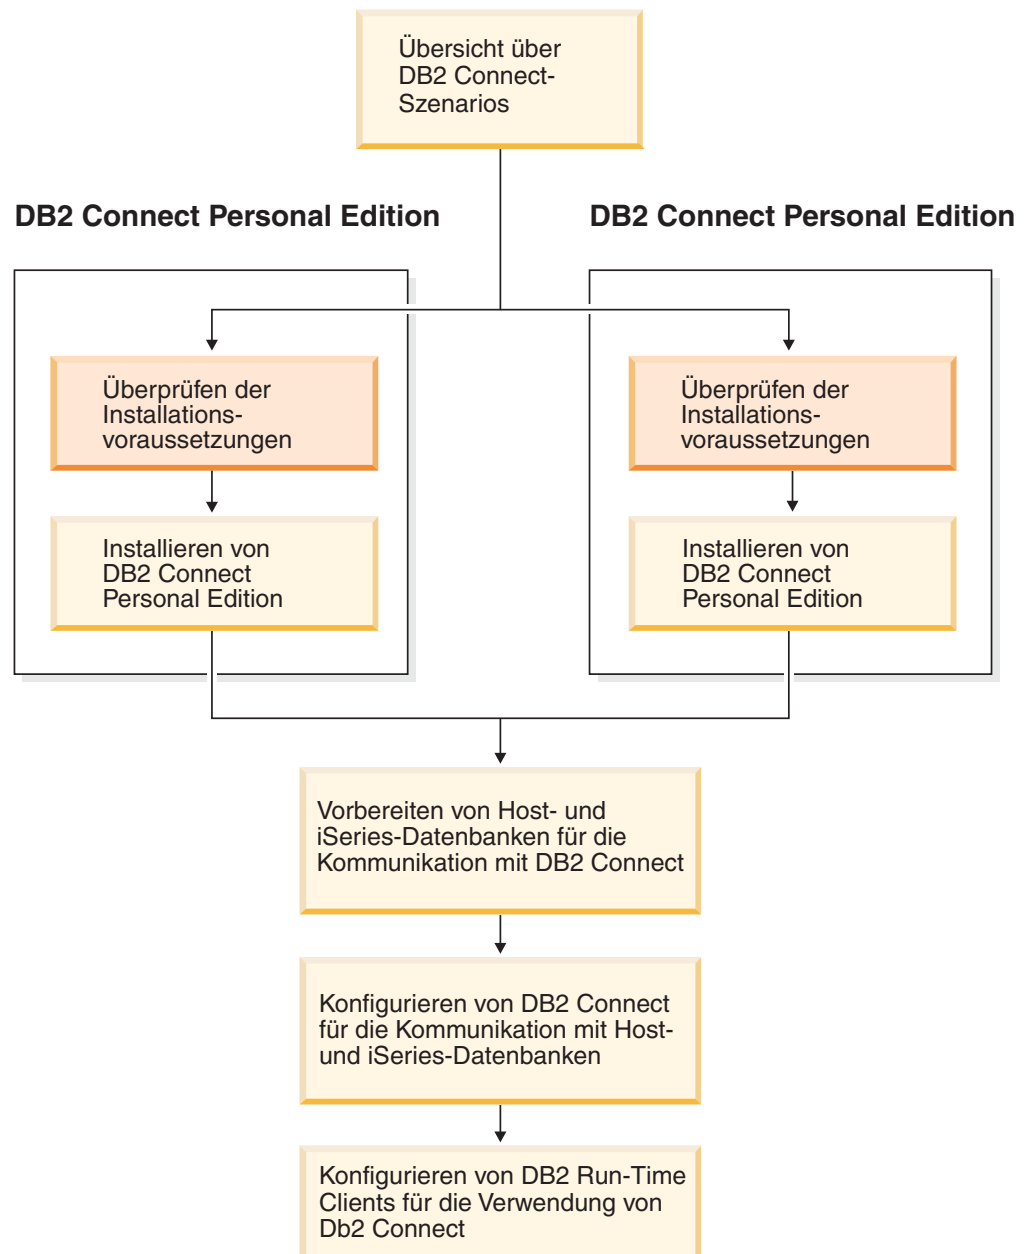 Übersicht über
DB2 Connect-
Szenarios
DB2 Connect Personal Edition
DB2 Connect Personal Edition
Überprüfen der
Installations-
voraussetzungen
Überprüfen der
Installations-
voraussetzungen
Installieren von
DB2 Connect
Personal Edition
Installieren von
DB2 Connect
Personal Edition
Vorbereiten von Host- und
iSeries-Datenbanken für die
Kommunikation mit DB2 Connect
Konfigurieren von DB2 Connect
für die Kommunikation mit Host-
und iSeries-Datenbanken
Konfigurieren von DB2 Run-Time
Clients für die Verwendung von
Db2 Connect